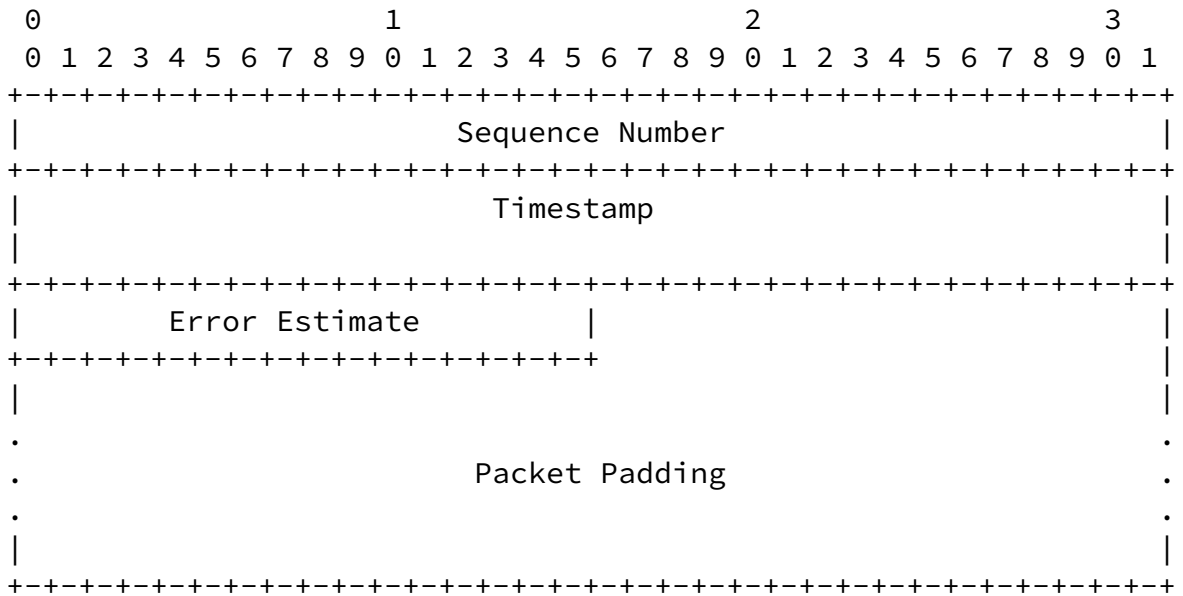 0                   1                   2                   3
 0 1 2 3 4 5 6 7 8 9 0 1 2 3 4 5 6 7 8 9 0 1 2 3 4 5 6 7 8 9 0 1
+-+-+-+-+-+-+-+-+-+-+-+-+-+-+-+-+-+-+-+-+-+-+-+-+-+-+-+-+-+-+-+-+
|                        Sequence Number                        |
+-+-+-+-+-+-+-+-+-+-+-+-+-+-+-+-+-+-+-+-+-+-+-+-+-+-+-+-+-+-+-+-+
|                          Timestamp                            |
|                                                               |
+-+-+-+-+-+-+-+-+-+-+-+-+-+-+-+-+-+-+-+-+-+-+-+-+-+-+-+-+-+-+-+-+
|        Error Estimate         |                               |
+-+-+-+-+-+-+-+-+-+-+-+-+-+-+-+-+                               |
|                                                               |
.                                                               .
.                         Packet Padding                        .
.                                                               .
|                                                               |
+-+-+-+-+-+-+-+-+-+-+-+-+-+-+-+-+-+-+-+-+-+-+-+-+-+-+-+-+-+-+-+-+